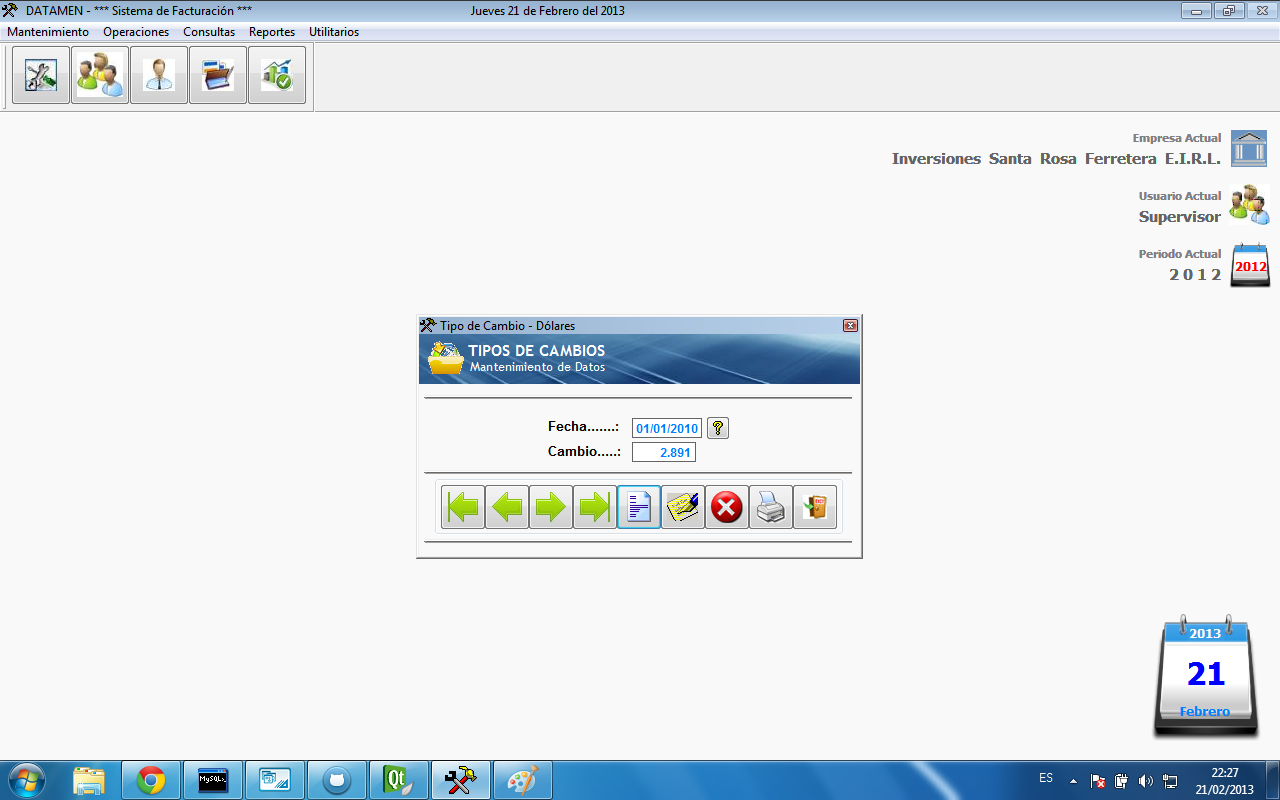 DATAMEN - *** Sistema de Facturación ***
Jueves 21 de Febrero del 2013
Mantenimiento Operaciones Consultas Reportes Utilitarios
Empresa Actual
Inversiones Santa Rosa Ferretera E.I.R.L.
Usuario Actual
Supervisor
Periodo Actual
2 0 1 2
2012
Tipo de Cambio - Dólares
TIPOS DE CAMBIOS
Mantenimiento de Datos
Fecha.......: 01/01/2010 ?
Cambio.....: 2.891
2013
21
Febrero
MySQL
Qt
ES
22:27
21/02/2013